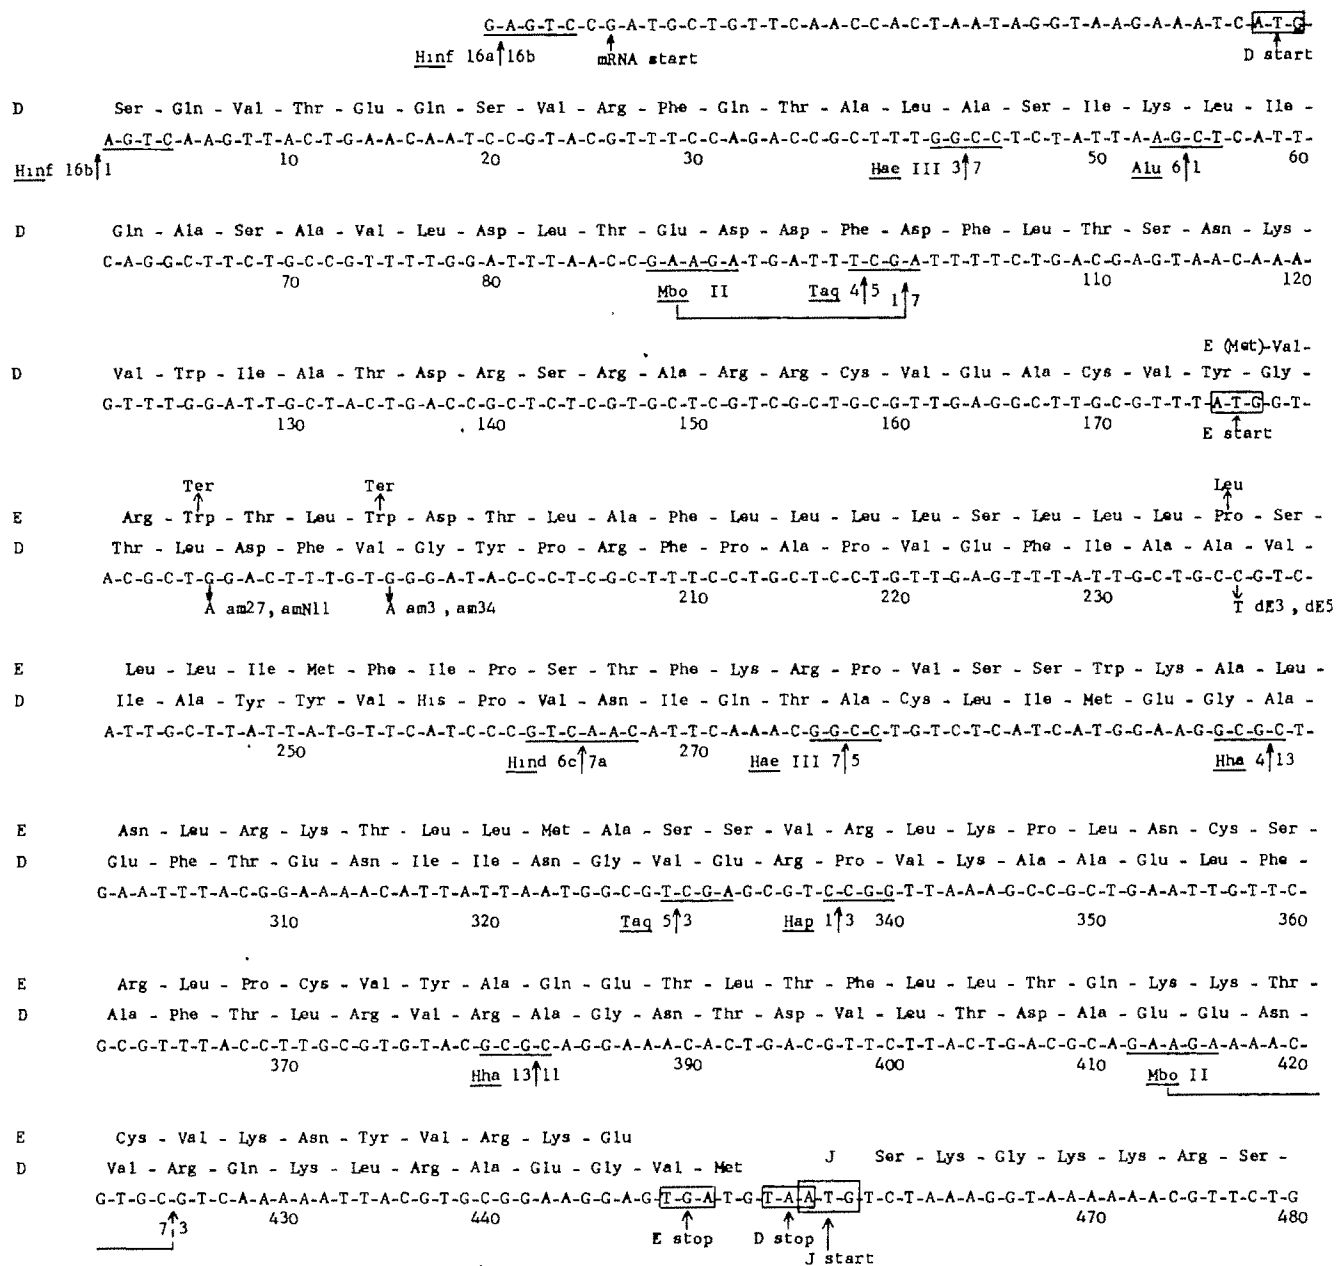 G-A-G-T-C-C-G-A-T-G-C-T-G-T-T-C-A-A-C-C-A-C-T-A-A-T-A-G-G-T-A-A-G-A-A-A-T-C-A-T-G
Hinf 16a↑16b mRNA start D start
D Ser - Gln - Val - Thr - Glu - Gln - Ser - Val - Arg - Phe - Gln - Thr - Ala - Leu - Ala - Ser - Ile - Lys - Leu - Ile -
A-G-T-C-A-A-G-T-T-A-C-T-G-A-A-C-A-A-T-C-C-G-T-A-C-G-T-T-T-C-C-A-G-A-C-C-G-C-T-T-T-G-G-C-C-T-C-T-A-T-T-A-A-G-C-T-C-A-T-T-
Hinf 16b↑1 10 20 30 Hae III 3↑7 50 Alu 6↑1 60
D Gln - Ala - Ser - Ala - Val - Leu - Asp - Leu - Thr - Glu - Asp - Asp - Phe - Asp - Phe - Leu - Thr - Ser - Asn - Lys -
C-A-G-G-C-T-T-C-T-G-C-C-G-T-T-T-T-G-G-A-T-T-T-A-A-C-C-G-A-A-G-A-T-G-A-T-T-T-C-G-A-T-T-T-T-C-T-G-A-C-G-A-G-T-A-A-C-A-A-A-
70 80 Mbo II Taq 4↑5 1↑7 110 120
E (Met)-Val-
D Val - Trp - Ile - Ala - Thr - Asp - Arg - Ser - Arg - Ala - Arg - Arg - Cys - Val - Glu - Ala - Cys - Val - Tyr - Gly -
G-T-T-T-G-G-A-T-T-G-C-T-A-C-T-G-A-C-C-G-C-T-C-T-C-G-T-G-C-T-C-G-T-C-G-C-T-G-C-G-T-T-G-A-G-G-C-T-T-G-C-G-T-T-T-A-T-G-G-T-
130 140 150 160 170 E start
Ter Ter Leu
E Arg - Trp - Thr - Leu - Trp - Asp - Thr - Leu - Ala - Phe - Leu - Leu - Leu - Leu - Ser - Leu - Leu - Leu - Pro - Ser -
D Thr - Leu - Asp - Phe - Val - Gly - Tyr - Pro - Arg - Phe - Pro - Ala - Pro - Val - Glu - Phe - Ile - Ala - Ala - Val -
A-C-G-C-T-G-G-A-C-T-T-T-G-T-G-G-G-A-T-A-C-C-C-T-C-G-C-T-T-T-C-C-T-G-C-T-C-C-T-G-T-T-G-A-G-T-T-T-A-T-T-G-C-T-G-C-C-G-T-C-
A am27, amN11 A am3, am34 210 220 230 T dE3, dE5
E Leu - Leu - Ile - Met - Phe - Ile - Pro - Ser - Thr - Phe - Lys - Arg - Pro - Val - Ser - Ser - Trp - Lys - Ala - Leu -
D Ile - Ala - Tyr - Tyr - Val - His - Pro - Val - Asn - Ile - Gln - Thr - Ala - Cys - Leu - Ile - Met - Glu - Gly - Ala -
A-T-T-G-C-T-T-A-T-T-A-T-G-T-T-C-A-T-C-C-C-G-T-C-A-A-C-A-T-T-C-A-A-A-C-G-G-C-C-T-G-T-C-T-C-A-T-C-A-T-G-G-A-A-G-G-C-G-C-T-
250 Hind 6c↑7a 270 Hae III 7↑5 Hha 4↑13
E Asn - Leu - Arg - Lys - Thr - Leu - Leu - Met - Ala - Ser - Ser - Val - Arg - Leu - Lys - Pro - Leu - Asn - Cys - Ser -
D Glu - Phe - Thr - Glu - Asn - Ile - Ile - Asn - Gly - Val - Glu - Arg - Pro - Val - Lys - Ala - Ala - Glu - Leu - Phe -
G-A-A-T-T-T-A-C-G-G-A-A-A-A-C-A-T-T-A-T-T-A-A-T-G-G-C-G-T-C-G-A-G-C-G-T-C-C-G-G-T-T-A-A-A-G-C-C-G-C-T-G-A-A-T-T-G-T-T-C-
310 320 Taq 5↑3 Hap 1↑3 340 350 360
E Arg - Leu - Pro - Cys - Val - Tyr - Ala - Gln - Glu - Thr - Leu - Thr - Phe - Leu - Leu - Thr - Gln - Lys - Lys - Thr -
D Ala - Phe - Thr - Leu - Arg - Val - Arg - Ala - Gly - Asn - Thr - Asp - Val - Leu - Thr - Asp - Ala - Glu - Glu - Asn -
G-C-G-T-T-T-A-C-C-T-T-G-C-G-T-G-T-A-C-G-C-G-C-A-G-G-A-A-A-C-A-C-T-G-A-C-G-T-T-C-T-T-A-C-T-G-A-C-G-C-A-G-A-A-G-A-A-A-A-C-
370 Hha 13↑11 390 400 410 Mbo II 420
E Cys - Val - Lys - Asn - Tyr - Val - Arg - Lys - Glu
D Val - Arg - Gln - Lys - Leu - Arg - Ala - Glu - Gly - Val - Met J Ser - Lys - Gly - Lys - Lys - Arg - Ser -
G-T-G-C-G-T-C-A-A-A-A-A-T-T-A-C-G-T-G-C-G-G-A-A-G-G-A-G-T-G-A-T-G-T-A-A-T-G-T-C-T-A-A-A-G-G-T-A-A-A-A-A-A-C-G-T-T-C-T-G
7↑3 430 440 E stop D stop 470 480
J start